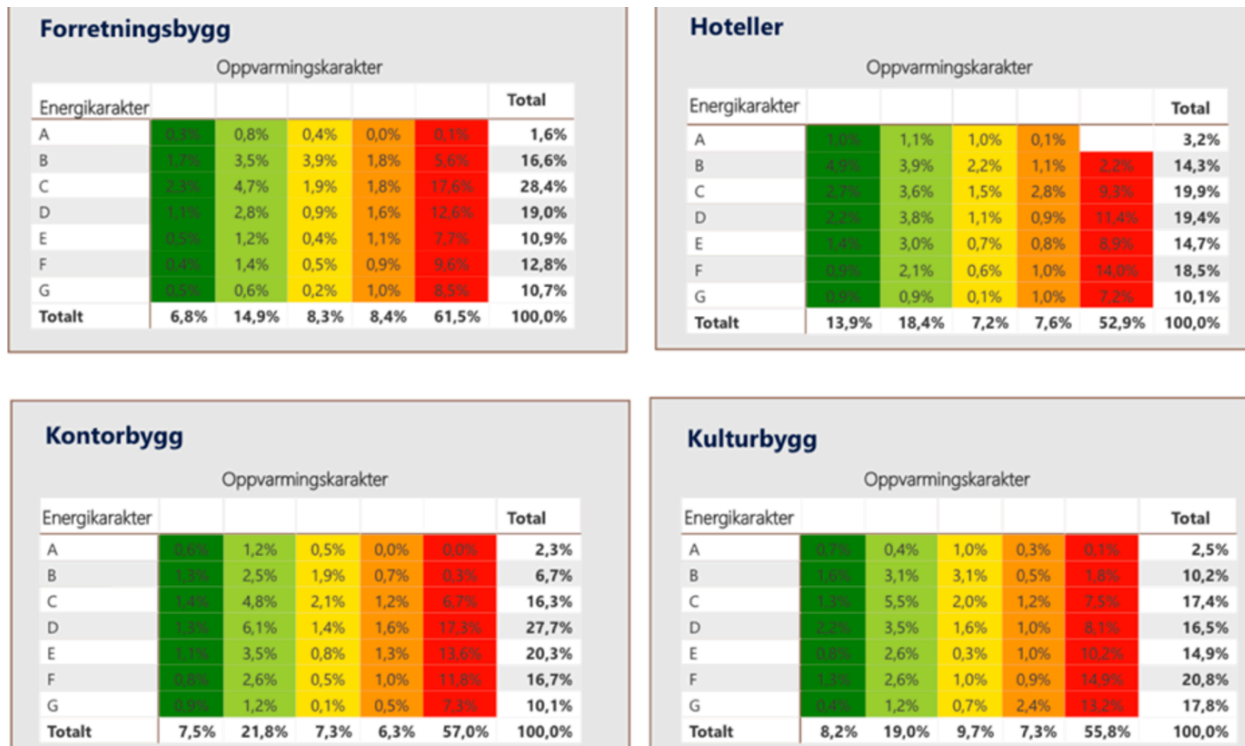 Forretningsbygg
Oppvarmingskarakter
Energikarakter Total
A 0,3% 0,8% 0,4% 0,0% 0,1% 1,6%
B 1,7% 3,5% 3,9% 1,8% 5,6% 16,6%
C 2,3% 4,7% 1,9% 1,8% 17,6% 28,4%
D 1,1% 2,8% 0,9% 1,6% 12,6% 19,0%
E 0,5% 1,2% 0,4% 1,1% 7,7% 10,9%
F 0,4% 1,4% 0,5% 0,9% 9,6% 12,8%
G 0,5% 0,6% 0,2% 1,0% 8,5% 10,7%
Totalt 6,8% 14,9% 8,3% 8,4% 61,5% 100,0%
Hoteller
Oppvarmingskarakter
Energikarakter Total
A 1,0% 1,1% 1,0% 0,1% 3,2%
B 4,9% 3,9% 2,2% 1,1% 2,2% 14,3%
C 2,7% 3,6% 1,5% 2,8% 9,3% 19,9%
D 2,2% 3,8% 1,1% 0,9% 11,4% 19,4%
E 1,4% 3,0% 0,7% 0,8% 8,9% 14,7%
F 0,9% 2,1% 0,6% 1,0% 14,0% 18,5%
G 0,9% 0,9% 0,1% 1,0% 7,2% 10,1%
Totalt 13,9% 18,4% 7,2% 7,6% 52,9% 100,0%
Kontorbygg
Oppvarmingskarakter
Energikarakter Total
A 0,6% 1,2% 0,5% 0,0% 0,0% 2,3%
B 1,3% 2,5% 1,9% 0,7% 0,3% 6,7%
C 1,4% 4,8% 2,1% 1,2% 6,7% 16,3%
D 1,3% 6,1% 1,4% 1,6% 17,3% 27,7%
E 1,1% 3,5% 0,8% 1,3% 13,6% 20,3%
F 0,8% 2,6% 0,5% 1,0% 11,8% 16,7%
G 0,9% 1,2% 0,1% 0,5% 7,3% 10,1%
Totalt 7,5% 21,8% 7,3% 6,3% 57,0% 100,0%
Kulturbygg
Oppvarmingskarakter
Energikarakter Total
A 0,7% 0,4% 1,0% 0,3% 0,1% 2,5%
B 1,6% 3,1% 3,1% 0,5% 1,8% 10,2%
C 1,3% 5,5% 2,0% 1,2% 7,5% 17,4%
D 2,2% 3,5% 1,6% 1,0% 8,1% 16,5%
E 0,8% 2,6% 0,3% 1,0% 10,2% 14,9%
F 1,3% 2,6% 1,0% 0,9% 14,9% 20,8%
G 0,4% 1,2% 0,7% 2,4% 13,2% 17,8%
Totalt 8,2% 19,0% 9,7% 7,3% 55,8% 100,0%